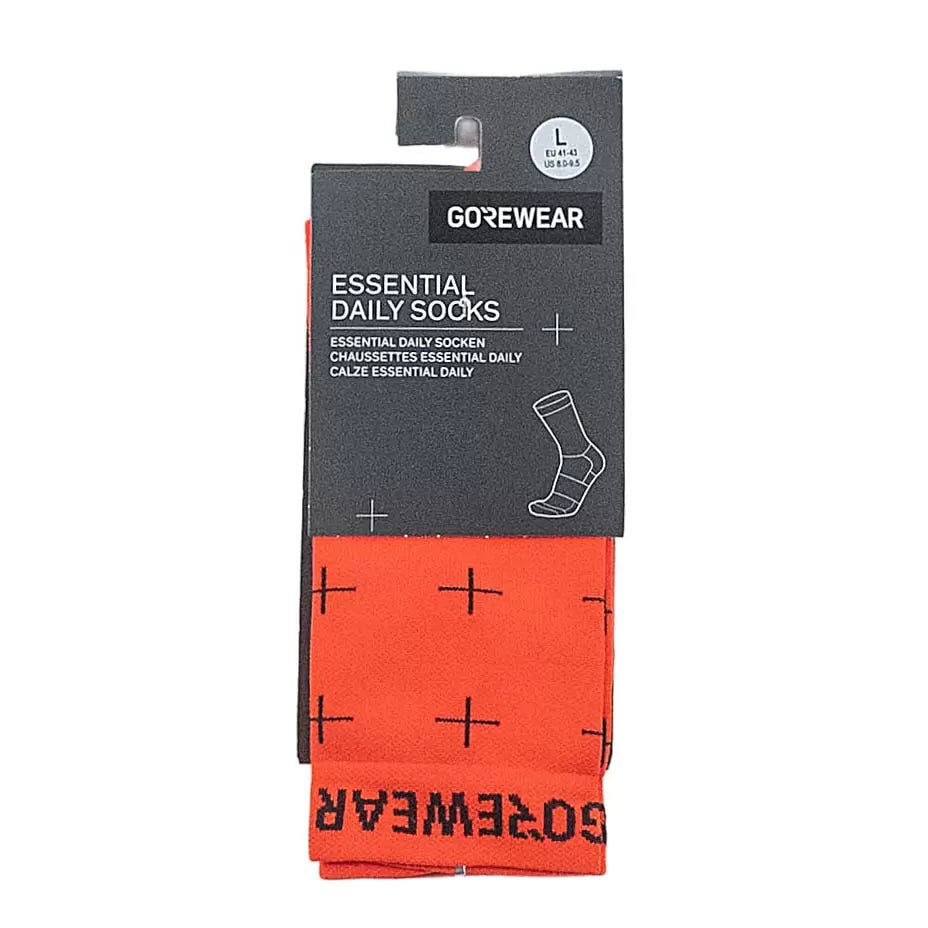 L
EU 41-43
US 8.0-9.5
GOREWEAR
ESSENTIAL
DAILY SOCKS
ESSENTIAL DAILY SOCKEN
CHAUSSETTES ESSENTIAL DAILY
CALZE ESSENTIAL DAILY
GOREWEAR